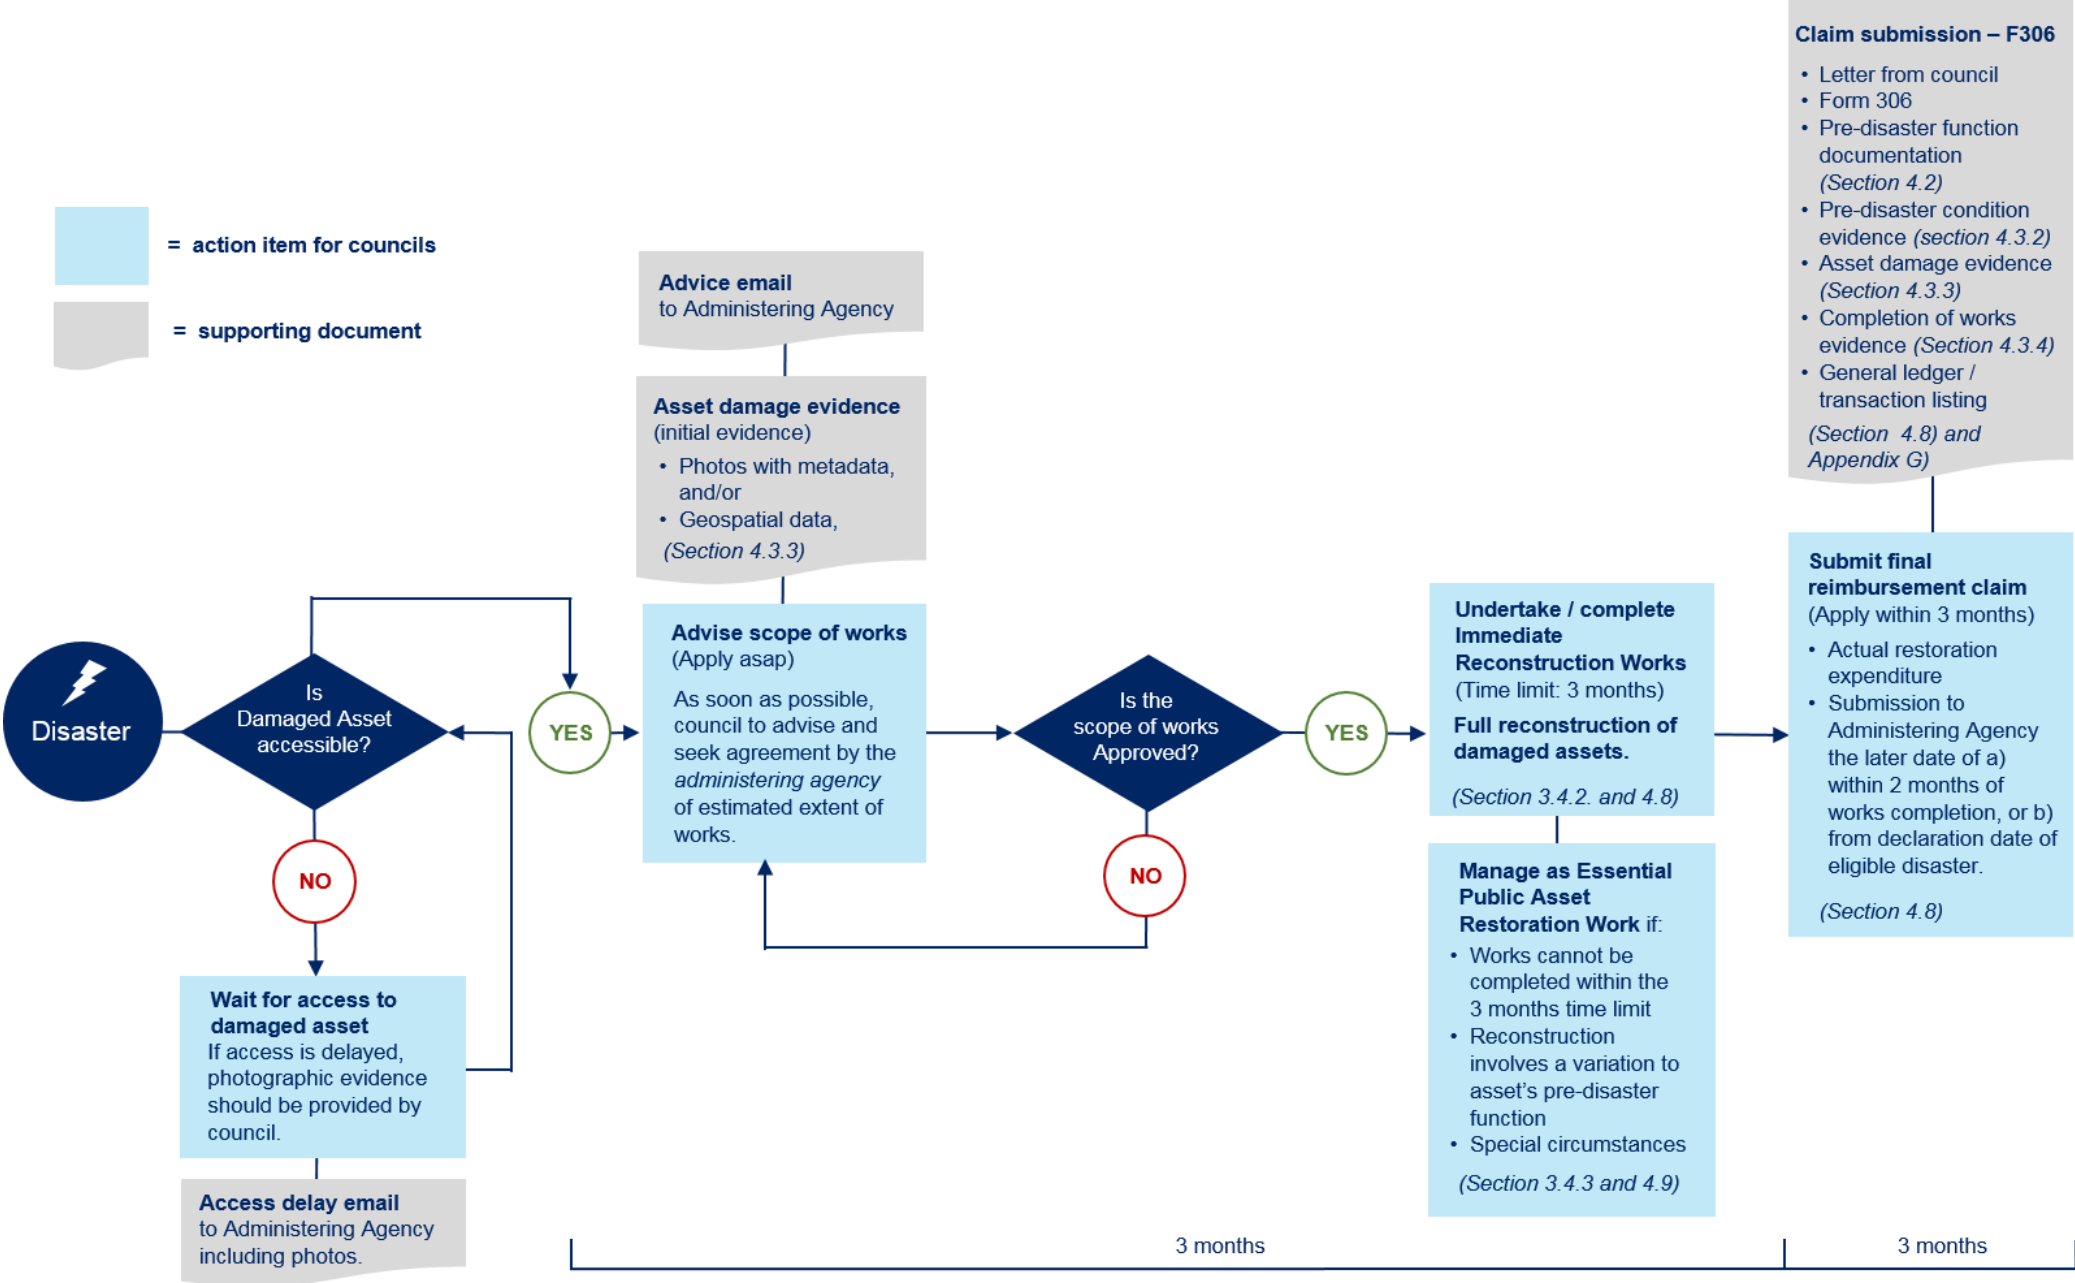 = action item for councils
= supporting document
Disaster
Is
Damaged Asset
accessible?
NO
Wait for access to
damaged asset
If access is delayed,
photographic evidence
should be provided by
council.
Access delay email
to Administering Agency
including photos.
YES
Advice email
to Administering Agency
Asset damage evidence
(initial evidence)
• Photos with metadata,
and/or
• Geospatial data,
(Section 4.3.3)
Advise scope of works
(Apply asap)
As soon as possible,
council to advise and
seek agreement by the
administering agency
of estimated extent of
works.
Is the
scope of works
Approved?
NO
YES
Undertake / complete
Immediate
Reconstruction Works
(Time limit: 3 months)
Full reconstruction of
damaged assets.
(Section 3.4.2. and 4.8)
Manage as Essential
Public Asset
Restoration Work if:
• Works cannot be
completed within the
3 months time limit
• Reconstruction
involves a variation to
asset's pre-disaster
function
• Special circumstances
(Section 3.4.3 and 4.9)
Claim submission – F306
• Letter from council
• Form 306
• Pre-disaster function
documentation
(Section 4.2)
• Pre-disaster condition
evidence (section 4.3.2)
• Asset damage evidence
(Section 4.3.3)
• Completion of works
evidence (Section 4.3.4)
• General ledger /
transaction listing
(Section 4.8) and
Appendix G)
Submit final
reimbursement claim
(Apply within 3 months)
• Actual restoration
expenditure
• Submission to
Administering Agency
the later date of a)
within 2 months of
works completion, or b)
from declaration date of
eligible disaster.
(Section 4.8)
3 months
3 months